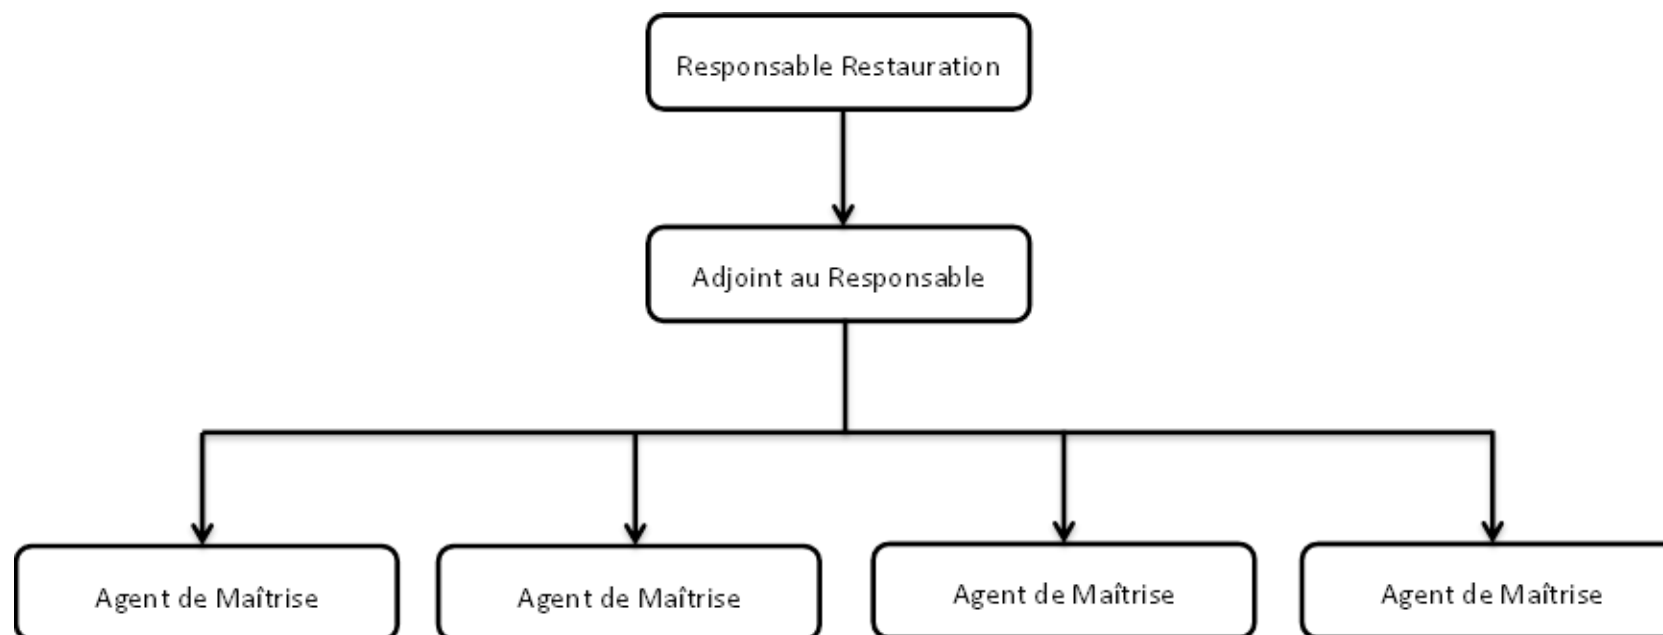 Responsable Restauration
Adjoint au Responsable
Agent de Maîtrise
Agent de Maîtrise
Agent de Maîtrise
Agent de Maîtrise